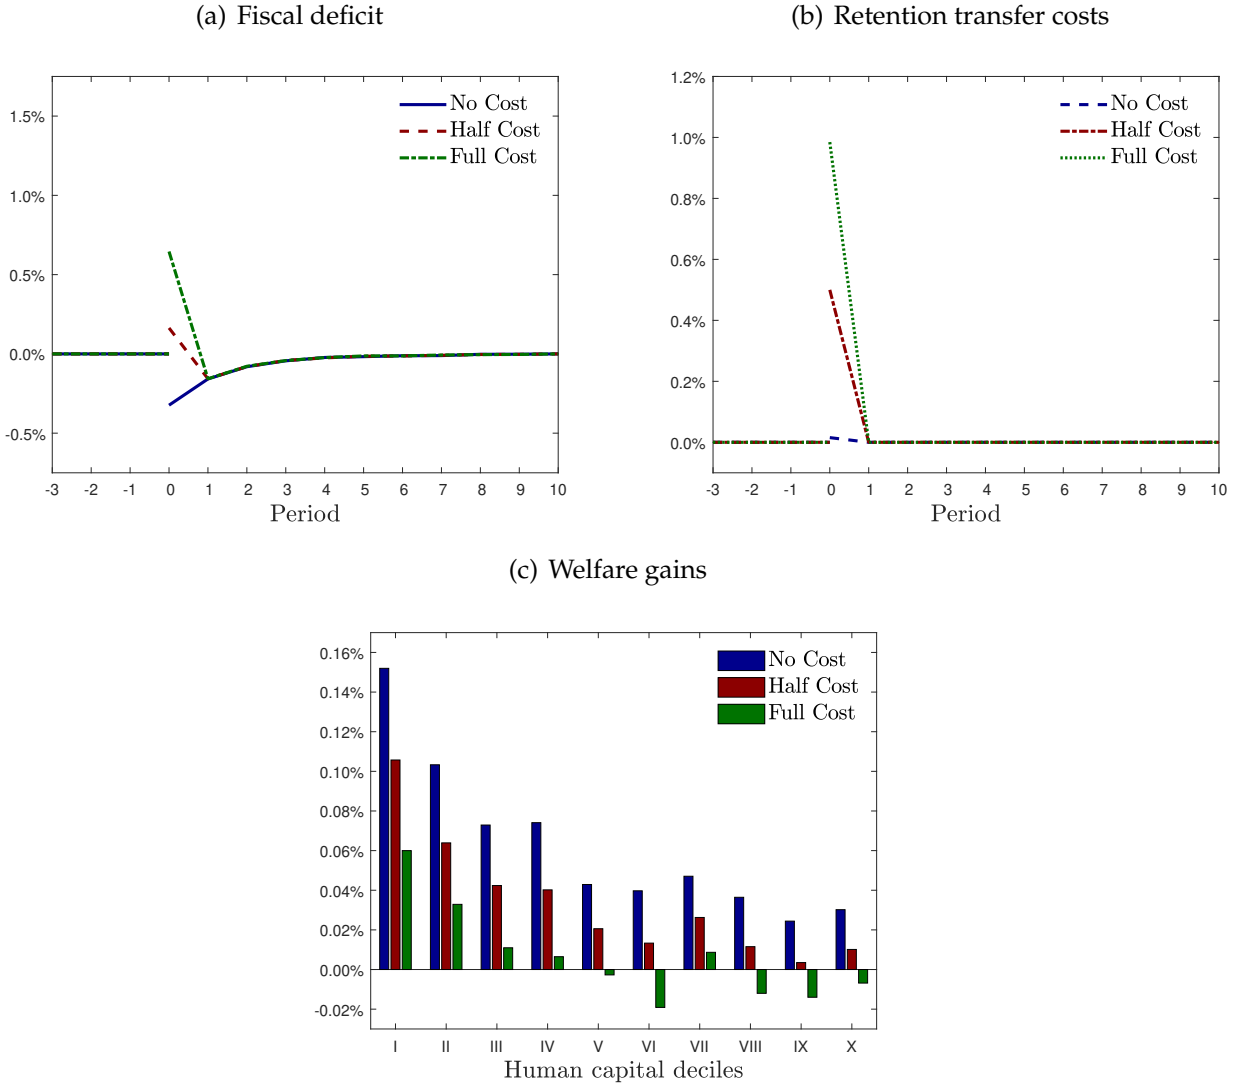 (a) Fiscal deficit
No Cost
Half Cost
Full Cost
1.5%
1.0%
0.5%
0.0%
-0.5%
-3 -2 -1 0 1 2 3 4 5 6 7 8 9 10
Period
(b) Retention transfer costs
No Cost
Half Cost
Full Cost
1.2%
1.0%
0.8%
0.6%
0.4%
0.2%
0.0%
-3 -2 -1 0 1 2 3 4 5 6 7 8 9 10
Period
(c) Welfare gains
No Cost
Half Cost
Full Cost
0.16%
0.14%
0.12%
0.10%
0.08%
0.06%
0.04%
0.02%
0.00%
-0.02%
I II III IV V VI VII VIII IX X
Human capital deciles